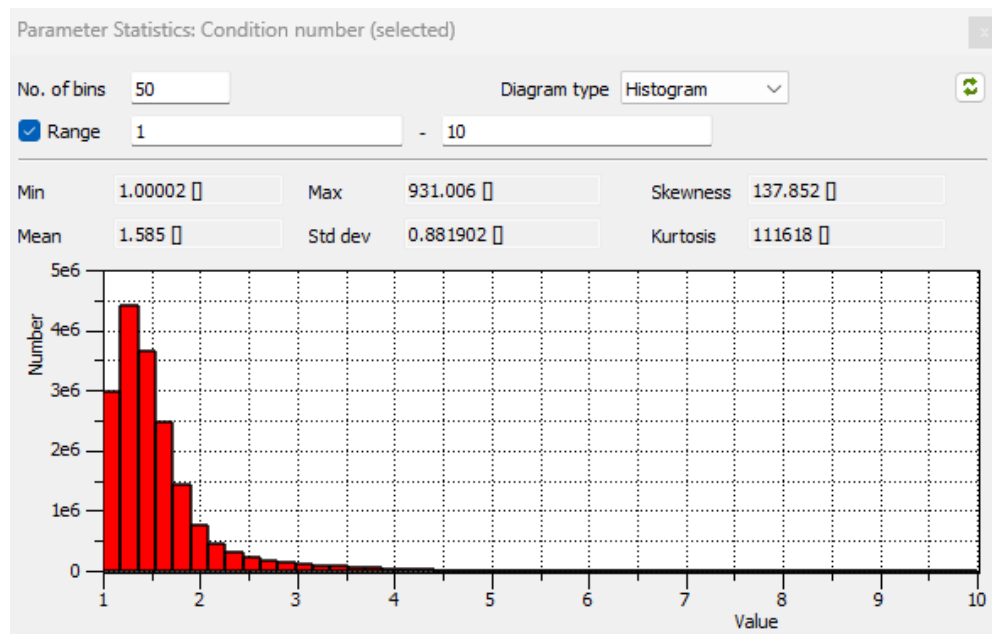 Parameter Statistics: Condition number (selected) x
No. of bins 50 Diagram type Histogram
Range 1 - 10
Min 1.00002 [] Max 931.006 [] Skewness 137.852 []
Mean 1.585 [] Std dev 0.881902 [] Kurtosis 111618 []
5e6
4e6
3e6
2e6
1e6
0
Number
1 2 3 4 5 6 7 8 9 10
Value